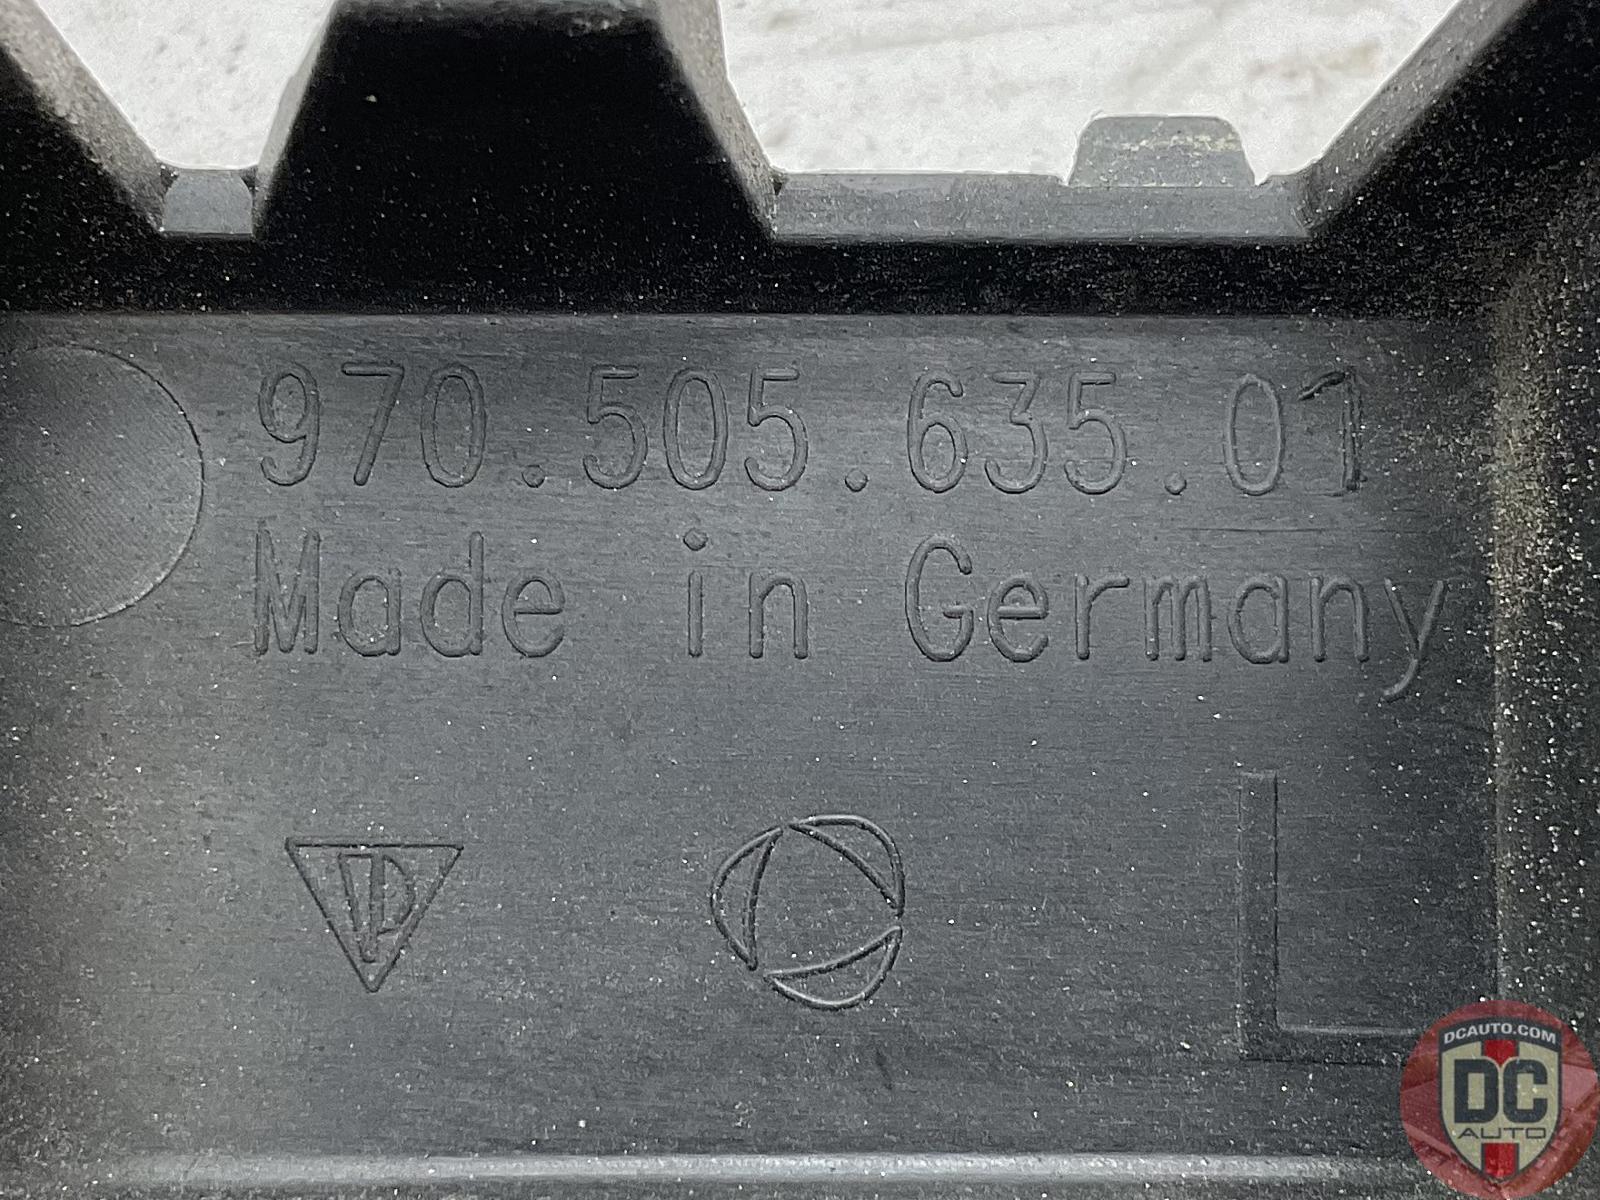 970.505.635.01
Made in Germany
L
DCAUTO.COM
DC
AUTO